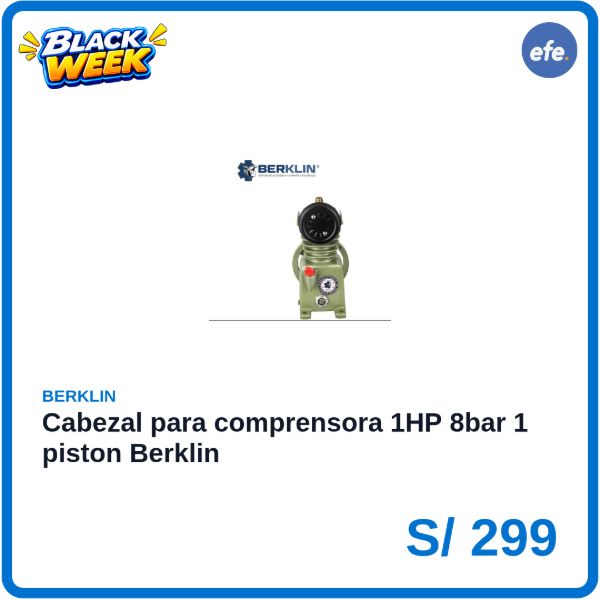 BLACK
WEEK
efe.
BERKLIN®
BERKLIN
Cabezal para comprensora 1HP 8bar 1
piston Berklin
S/ 299